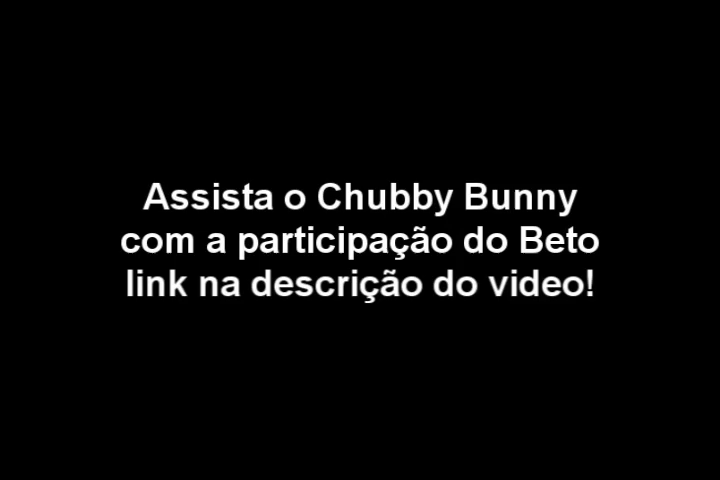 Assista o Chubby Bunny
com a participação do Beto
link na descrição do video!